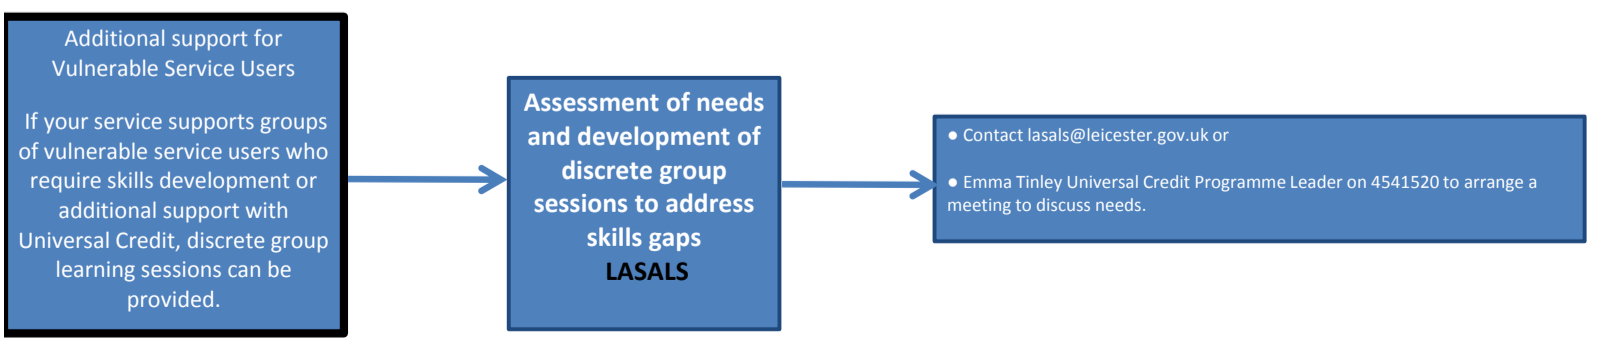 Additional support for
Vulnerable Service Users
If your service supports groups
of vulnerable service users who
require skills development or
additional support with
Universal Credit, discrete group
learning sessions can be
provided.
Assessment of needs
and development of
discrete group
sessions to address
skills gaps
LASALS
● Contact lasals@leicester.gov.uk or
● Emma Tinley Universal Credit Programme Leader on 4541520 to arrange a
meeting to discuss needs.